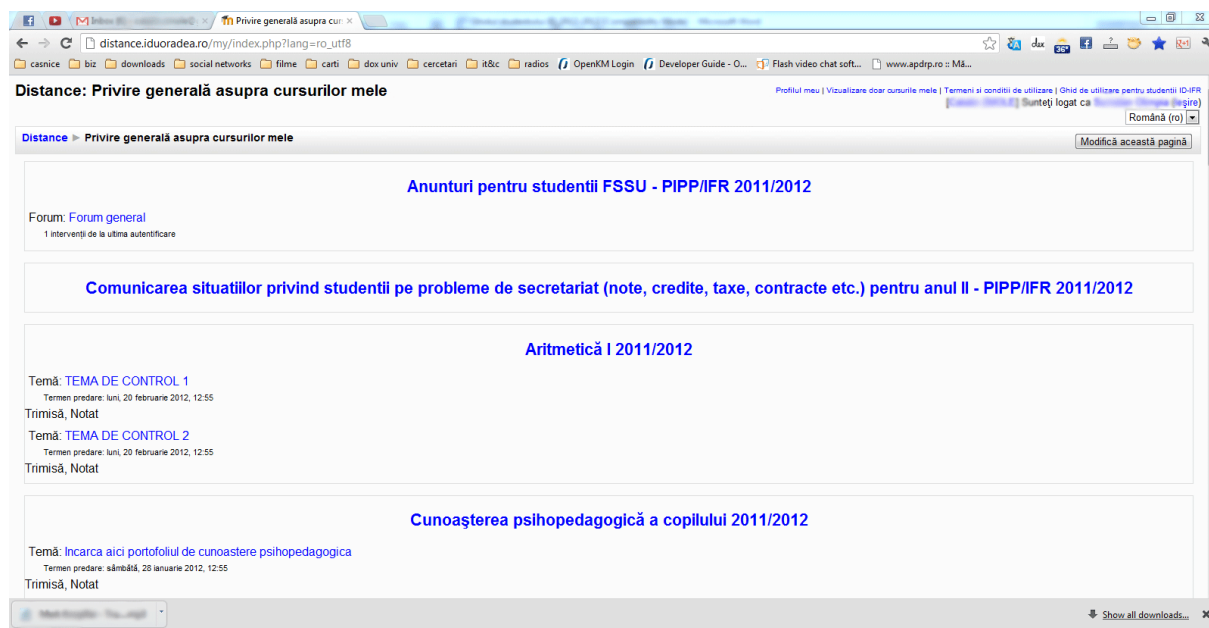 Privire generală asupra cur
distance.iduoradea.ro/my/index.php?lang=ro_utf8
36°
casnice biz downloads social networks filme carti dox univ cercetari it&c radios OpenKM Login Developer Guide - O... Flash video chat soft... www.apdrp.ro :: Mă...
Distance: Privire generală asupra cursurilor mele
Profilul meu | Vizualizare doar cursurile mele | Termeni si conditii de utilizare | Ghid de utilizare pentru studentii ID-IFR
Sunteţi logat ca (Ieşire)
Română (ro)
Distance ► Privire generală asupra cursurilor mele
Modifică această pagină
Anunturi pentru studentii FSSU - PIPP/IFR 2011/2012
Forum: Forum general
1 intervenţii de la ultima autentificare
Comunicarea situatiilor privind studentii pe probleme de secretariat (note, credite, taxe, contracte etc.) pentru anul II - PIPP/IFR 2011/2012
Aritmetică I 2011/2012
Temă: TEMA DE CONTROL 1
Termen predare: luni, 20 februarie 2012, 12:55
Trimisă, Notat
Temă: TEMA DE CONTROL 2
Termen predare: luni, 20 februarie 2012, 12:55
Trimisă, Notat
Cunoaşterea psihopedagogică a copilului 2011/2012
Temă: Incarca aici portofoliul de cunoastere psihopedagogica
Termen predare: sâmbătă, 28 ianuarie 2012, 12:55
Trimisă, Notat
Show all downloads...